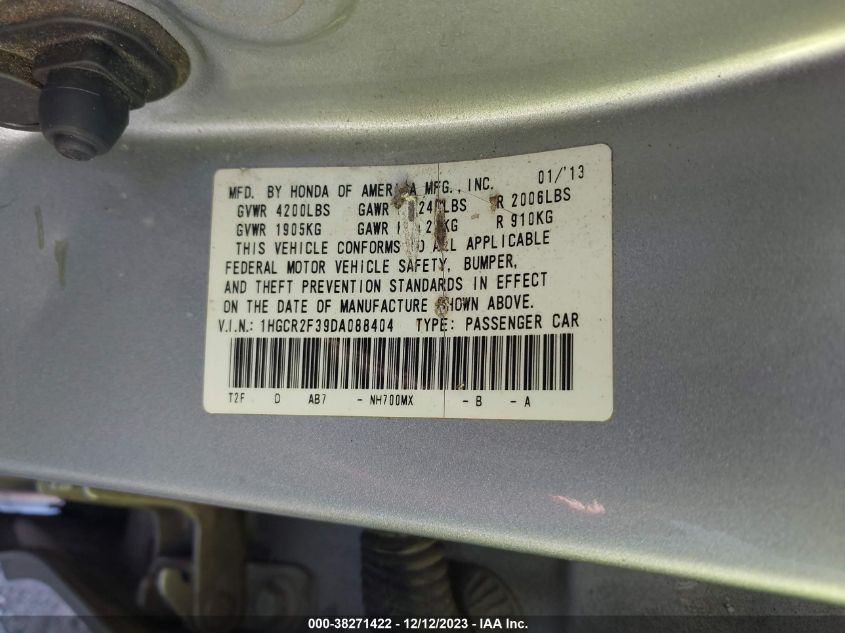 MFD. BY HONDA OF AMERICA MFG., INC. 01/'13
GVWR 4200LBS GAWR LBS R 2006LBS
GVWR 1905KG GAWR KG R 910KG
THIS VEHICLE CONFORMS TO ALL APPLICABLE
FEDERAL MOTOR VEHICLE SAFETY, BUMPER,
AND THEFT PREVENTION STANDARDS IN EFFECT
ON THE DATE OF MANUFACTURE SHOWN ABOVE.
V.I.N.: 1HGCR2F39DA088404 TYPE: PASSENGER CAR
T2F D AB7 - NH700MX - B - A
000-38271422 - 12/12/2023 - IAA Inc.